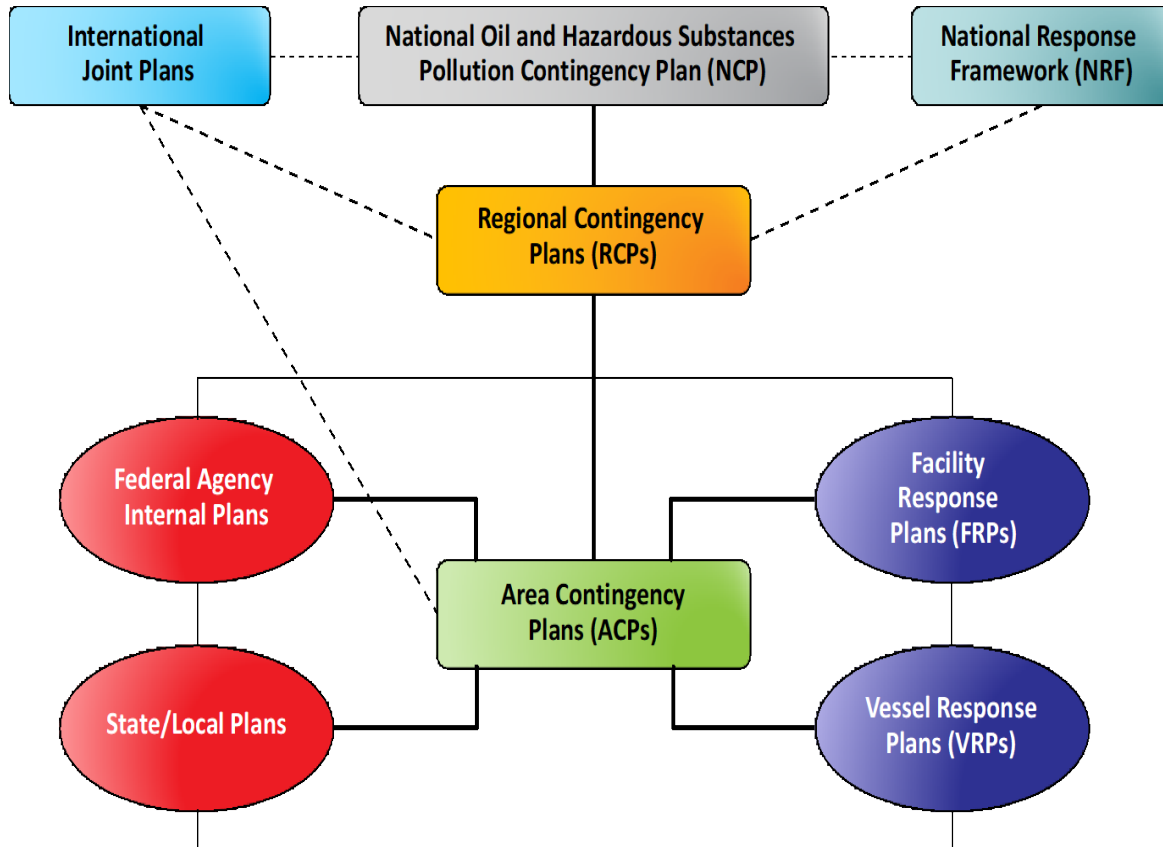 International
Joint Plans
National Oil and Hazardous Substances
Pollution Contingency Plan (NCP)
National Response
Framework (NRF)
Regional Contingency
Plans (RCPs)
Federal Agency
Internal Plans
Facility
Response
Plans (FRPs)
Area Contingency
Plans (ACPs)
State/Local Plans
Vessel Response
Plans (VRPs)